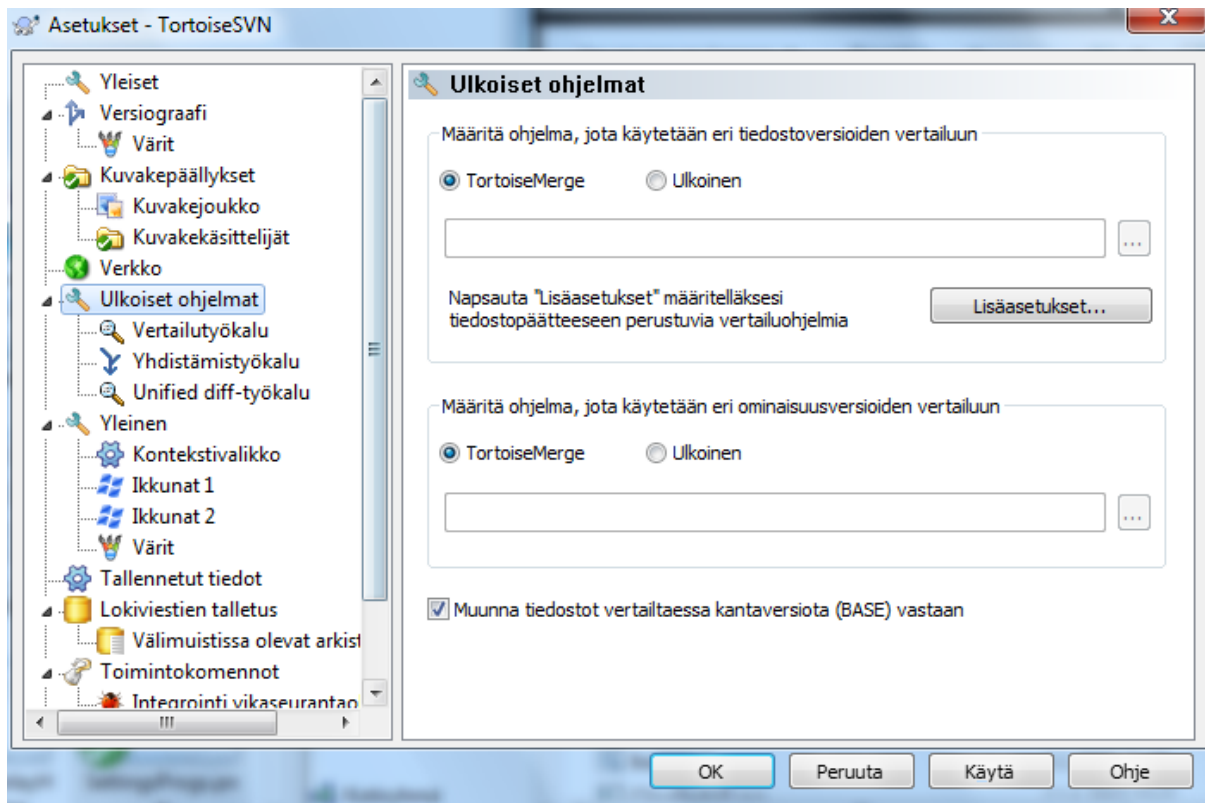 Asetukset - TortoiseSVN
Yleiset
Versiograafi
Värit
Kuvakepäällykset
Kuvakejoukko
Kuvakekäsittelijät
Verkko
Ulkoiset ohjelmat
Vertailutyökalu
Yhdistämistyökalu
Unified diff-työkalu
Yleinen
Kontekstivalikko
Ikkunat 1
Ikkunat 2
Värit
Tallennetut tiedot
Lokiviestien talletus
Välimuistissa olevat arkist
Toimintokomennot
Integrointi vikaseurantao
Ulkoiset ohjelmat
Määritä ohjelma, jota käytetään eri tiedostoversioiden vertailuun
TortoiseMerge Ulkoinen
...
Napsauta "Lisäasetukset" määritelläksesi
tiedostopäätteeseen perustuvia vertailuohjelmia
Lisäasetukset...
Määritä ohjelma, jota käytetään eri ominaisuusversioiden vertailuun
TortoiseMerge Ulkoinen
...
Muunna tiedostot vertailtaessa kantaversiota (BASE) vastaan
OK Peruuta Käytä Ohje